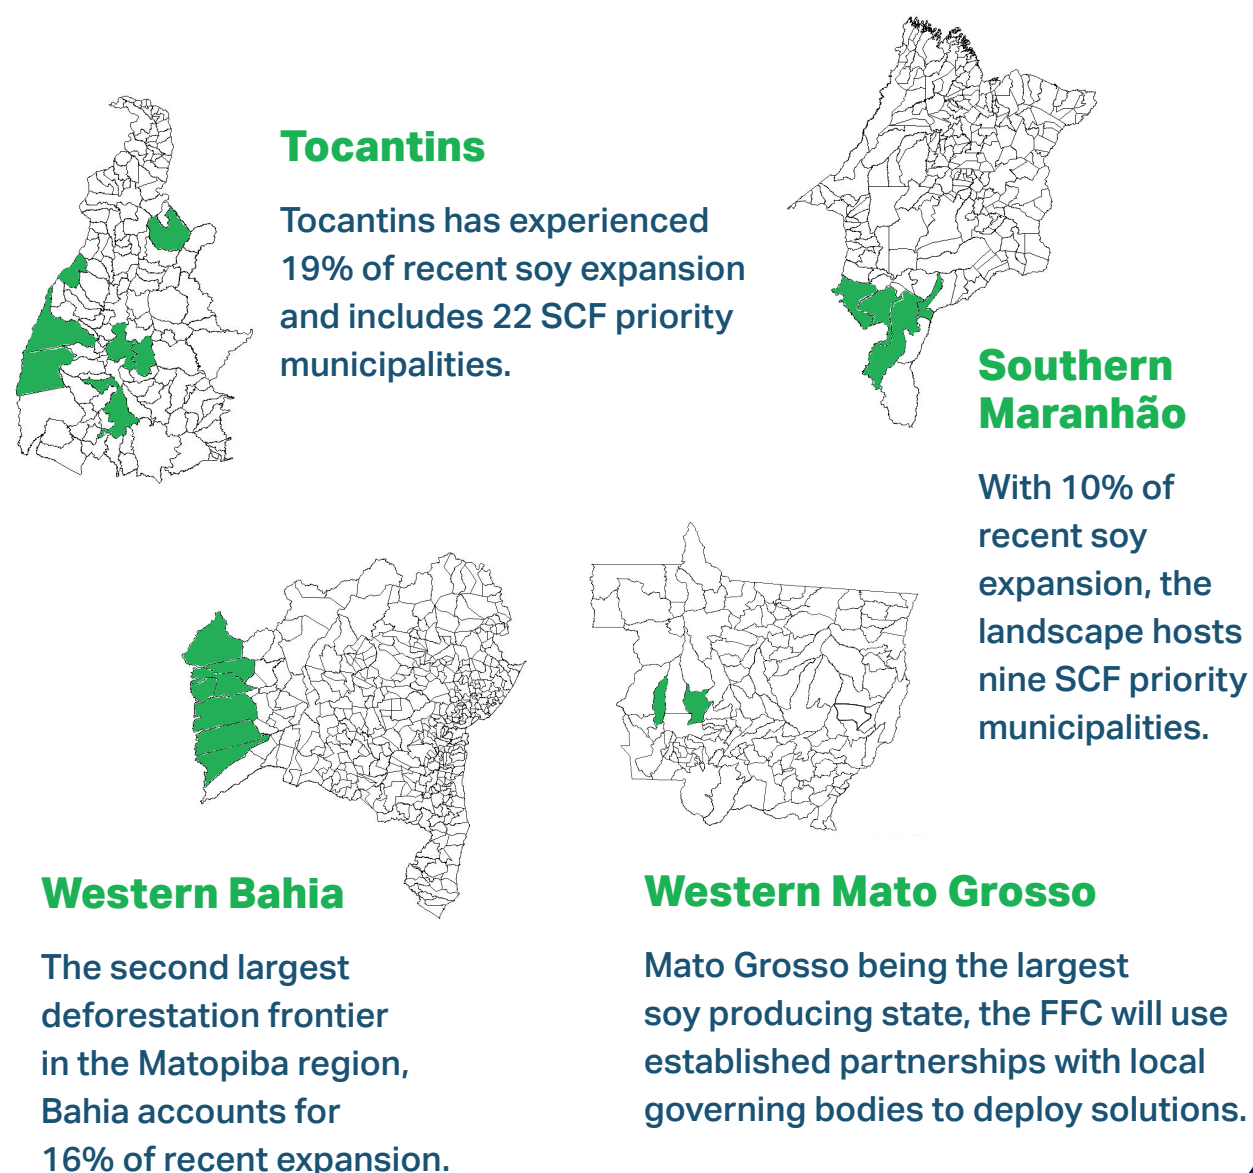 Tocantins
Tocantins has experienced
19% of recent soy expansion
and includes 22 SCF priority
municipalities.
Southern
Maranhão
With 10% of
recent soy
expansion, the
landscape hosts
nine SCF priority
municipalities.
Western Bahia
The second largest
deforestation frontier
in the Matopiba region,
Bahia accounts for
16% of recent expansion.
Western Mato Grosso
Mato Grosso being the largest
soy producing state, the FFC will use
established partnerships with local
governing bodies to deploy solutions.